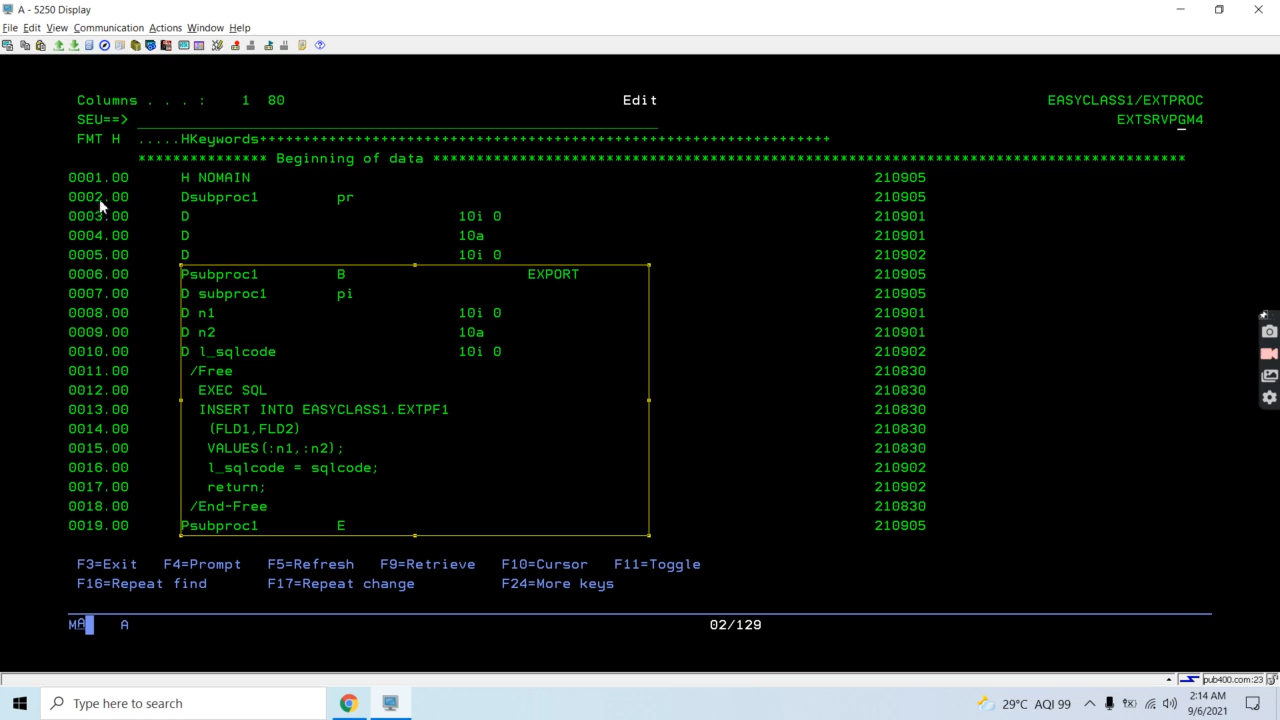 A - 5250 Display
File Edit View Communication Actions Window Help
Columns . . . : 1 80 Edit EASYCLASS1/EXTPROC
SEU==> EXTSRVPGM4
FMT H .....HKeywords++++++++++++++++++++++++++++++++++++++++++++++++++++++++++++++++++
*************** Beginning of data ***************************************************************************************
0001.00 H NOMAIN 210905
0002.00 Dsubproc1 pr 210905
0003.00 D 10i 0 210901
0004.00 D 10a 210901
0005.00 D 10i 0 210902
0006.00 Psubproc1 B EXPORT 210905
0007.00 D subproc1 pi 210905
0008.00 D n1 10i 0 210901
0009.00 D n2 10a 210901
0010.00 D l_sqlcode 10i 0 210902
0011.00 /Free 210830
0012.00 EXEC SQL 210830
0013.00 INSERT INTO EASYCLASS1.EXTPF1 210830
0014.00 (FLD1,FLD2) 210830
0015.00 VALUES(:n1,:n2); 210830
0016.00 l_sqlcode = sqlcode; 210902
0017.00 return; 210902
0018.00 /End-Free 210830
0019.00 Psubproc1 E 210905
F3=Exit F4=Prompt F5=Refresh F9=Retrieve F10=Cursor F11=Toggle
F16=Repeat find F17=Repeat change F24=More keys
MA A 02/129
pub400.com:23
Type here to search 29°C AQI 99 2:14 AM
9/6/2021